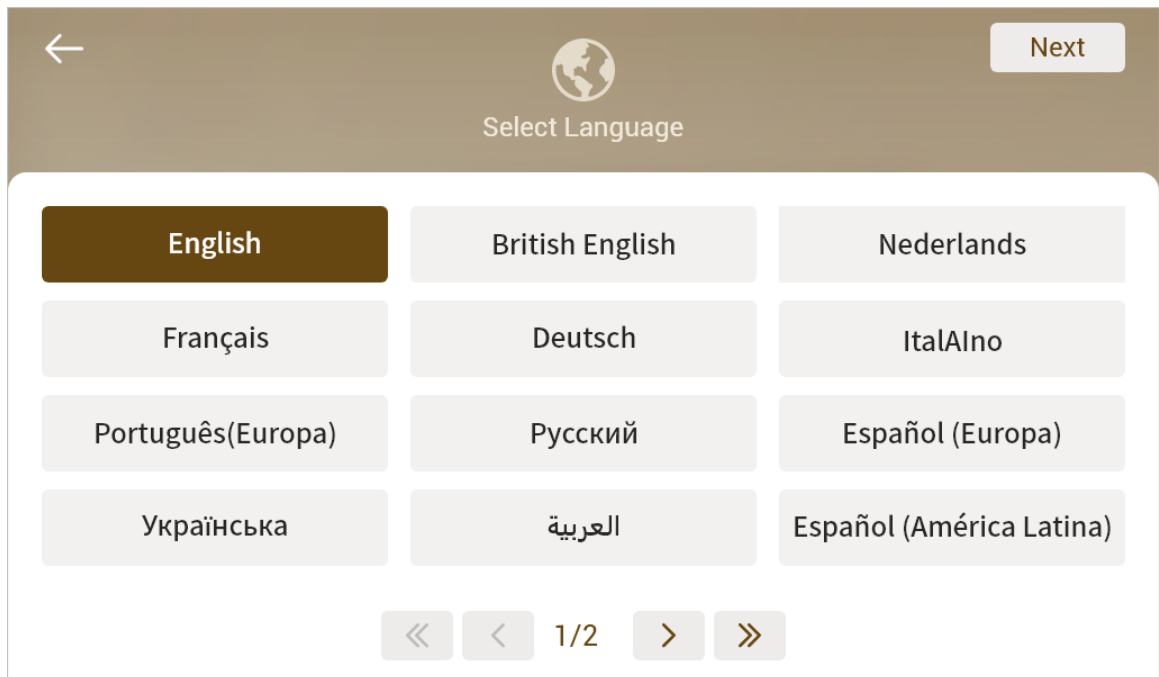 Next
Select Language
English
British English
Nederlands
Français
Deutsch
ItalAIno
Português(Europa)
Русский
Español (Europa)
Українська
العربية
Español (América Latina)
1/2